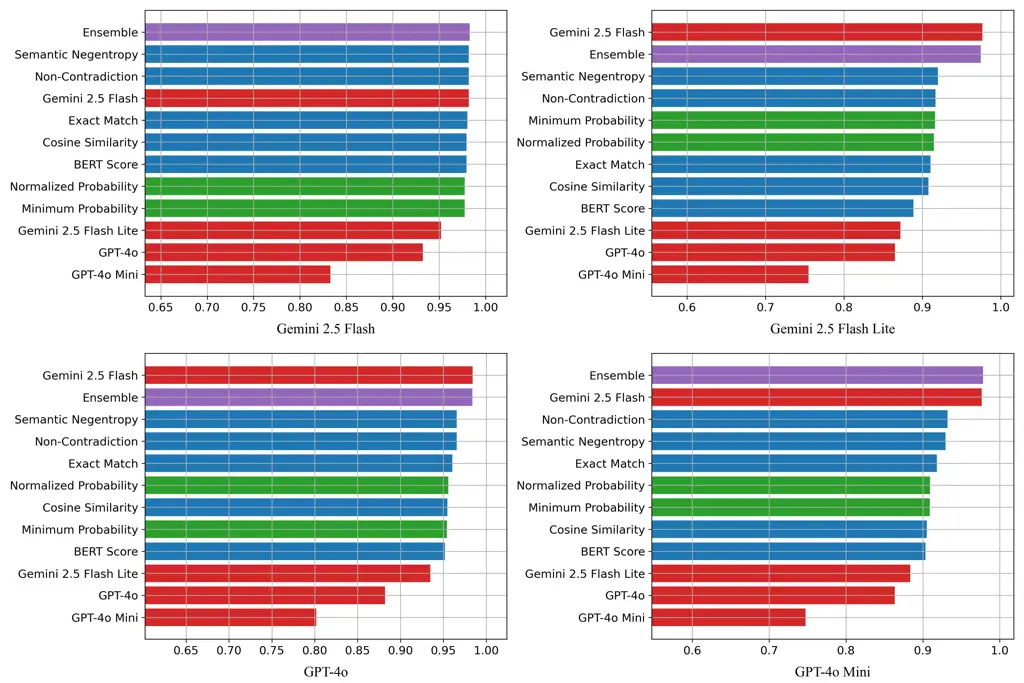 Ensemble
Semantic Negentropy
Non-Contradiction
Gemini 2.5 Flash
Exact Match
Cosine Similarity
BERT Score
Normalized Probability
Minimum Probability
Gemini 2.5 Flash Lite
GPT-4o
GPT-4o Mini
0.65 0.70 0.75 0.80 0.85 0.90 0.95 1.00
Gemini 2.5 Flash
Gemini 2.5 Flash
Ensemble
Semantic Negentropy
Non-Contradiction
Minimum Probability
Normalized Probability
Exact Match
Cosine Similarity
BERT Score
Gemini 2.5 Flash Lite
GPT-4o
GPT-4o Mini
0.6 0.7 0.8 0.9 1.0
Gemini 2.5 Flash Lite
Gemini 2.5 Flash
Ensemble
Semantic Negentropy
Non-Contradiction
Exact Match
Normalized Probability
Cosine Similarity
Minimum Probability
BERT Score
Gemini 2.5 Flash Lite
GPT-4o
GPT-4o Mini
0.65 0.70 0.75 0.80 0.85 0.90 0.95 1.00
GPT-4o
Ensemble
Gemini 2.5 Flash
Non-Contradiction
Semantic Negentropy
Exact Match
Normalized Probability
Minimum Probability
Cosine Similarity
BERT Score
Gemini 2.5 Flash Lite
GPT-4o
GPT-4o Mini
0.6 0.7 0.8 0.9 1.0
GPT-4o Mini